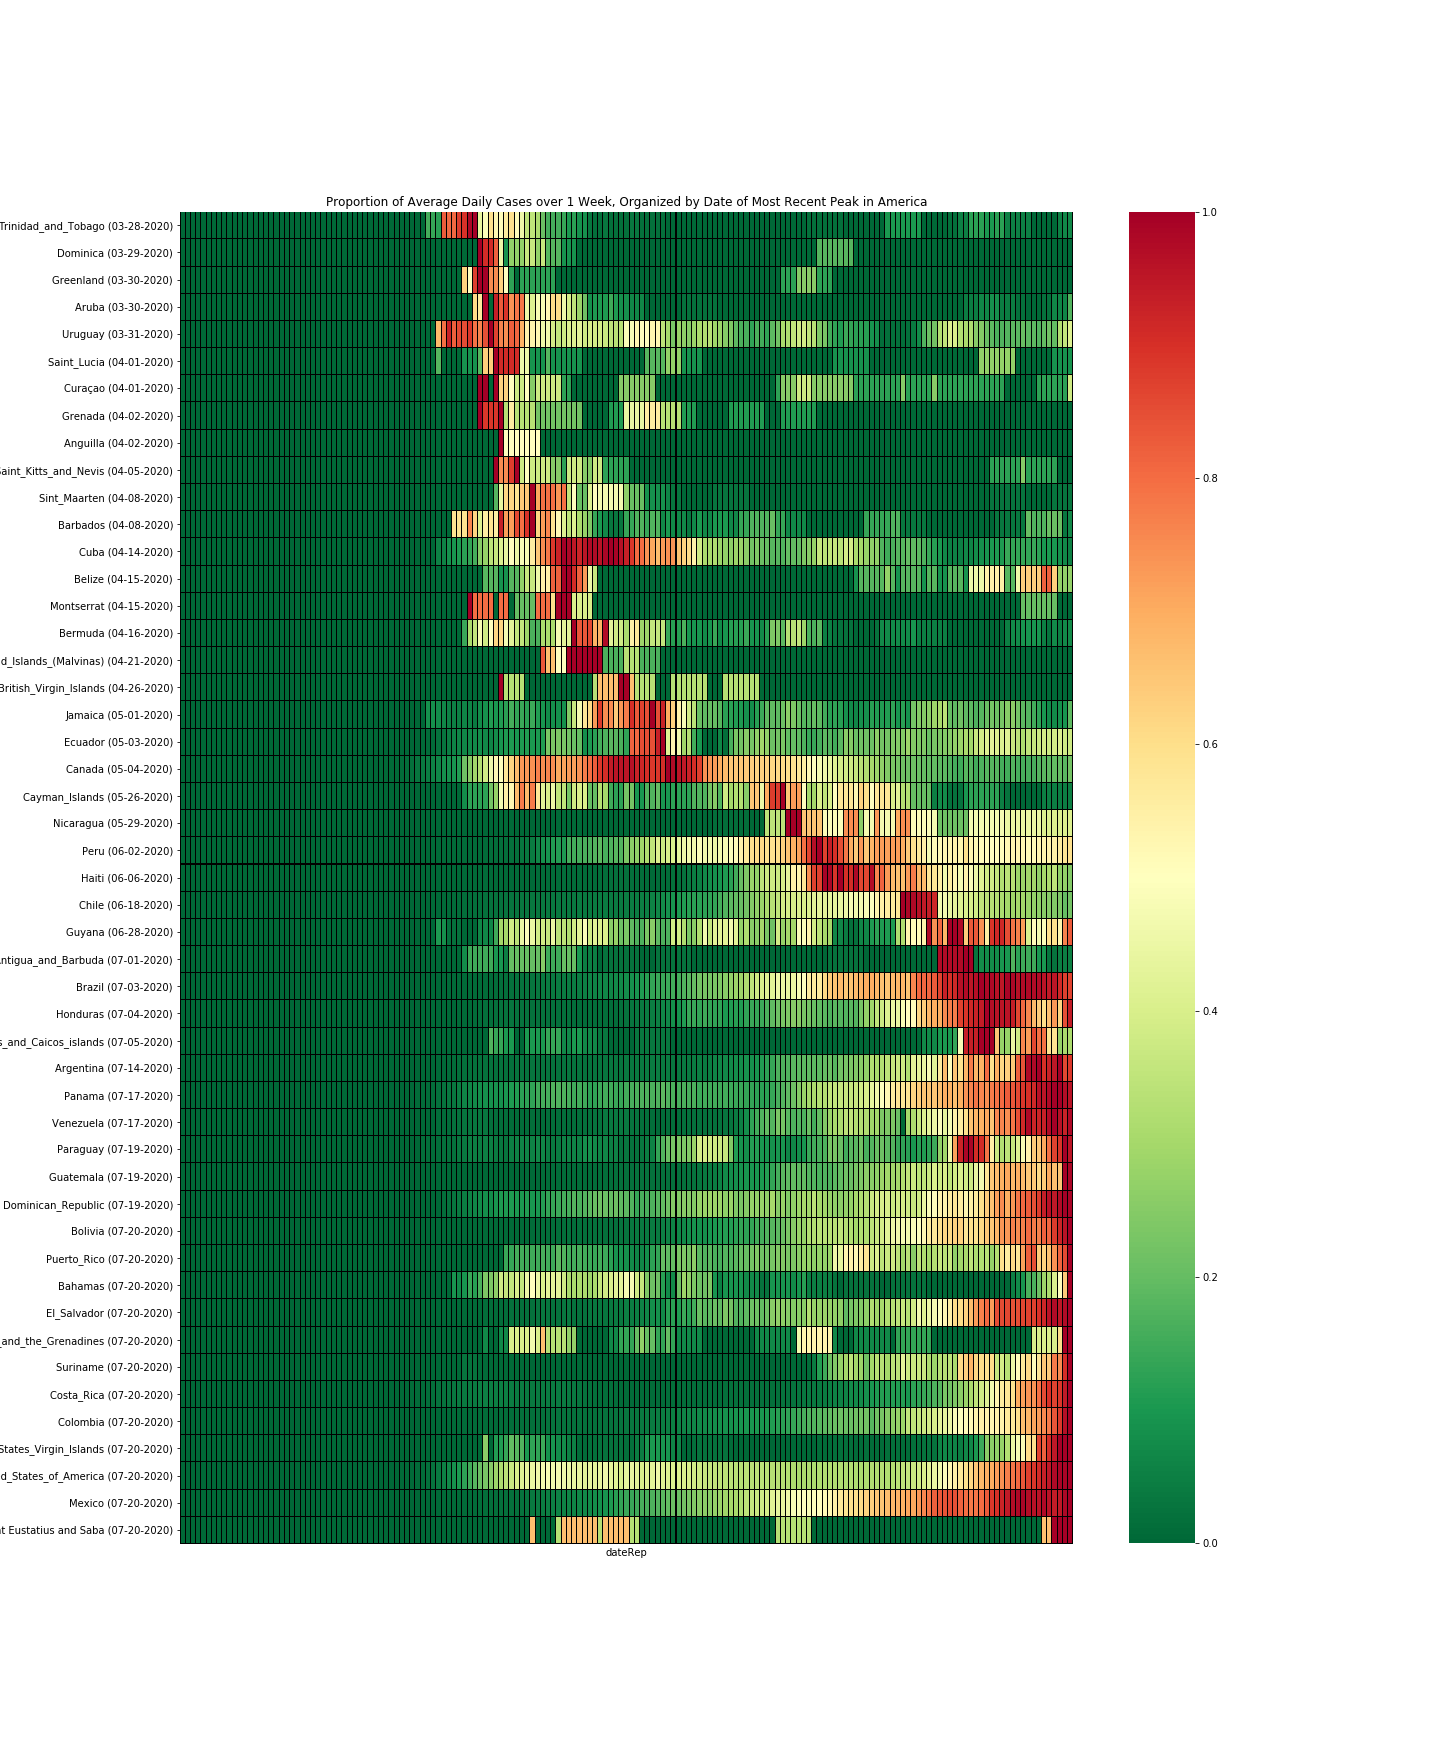 Proportion of Average Daily Cases over 1 Week, Organized by Date of Most Recent Peak in America
Trinidad_and_Tobago (03-28-2020)
Dominica (03-29-2020)
Greenland (03-30-2020)
Aruba (03-30-2020)
Uruguay (03-31-2020)
Saint_Lucia (04-01-2020)
Curaçao (04-01-2020)
Grenada (04-02-2020)
Anguilla (04-02-2020)
Saint_Kitts_and_Nevis (04-05-2020)
Sint_Maarten (04-08-2020)
Barbados (04-08-2020)
Cuba (04-14-2020)
Belize (04-15-2020)
Montserrat (04-15-2020)
Bermuda (04-16-2020)
d_Islands_(Malvinas) (04-21-2020)
British_Virgin_Islands (04-26-2020)
Jamaica (05-01-2020)
Ecuador (05-03-2020)
Canada (05-04-2020)
Cayman_Islands (05-26-2020)
Nicaragua (05-29-2020)
Peru (06-02-2020)
Haiti (06-06-2020)
Chile (06-18-2020)
Guyana (06-28-2020)
Antigua_and_Barbuda (07-01-2020)
Brazil (07-03-2020)
Honduras (07-04-2020)
s_and_Caicos_islands (07-05-2020)
Argentina (07-14-2020)
Panama (07-17-2020)
Venezuela (07-17-2020)
Paraguay (07-19-2020)
Guatemala (07-19-2020)
Dominican_Republic (07-19-2020)
Bolivia (07-20-2020)
Puerto_Rico (07-20-2020)
Bahamas (07-20-2020)
El_Salvador (07-20-2020)
_and_the_Grenadines (07-20-2020)
Suriname (07-20-2020)
Costa_Rica (07-20-2020)
Colombia (07-20-2020)
States_Virgin_Islands (07-20-2020)
d_States_of_America (07-20-2020)
Mexico (07-20-2020)
t Eustatius and Saba (07-20-2020)
dateRep
1.0
0.8
0.6
0.4
0.2
0.0